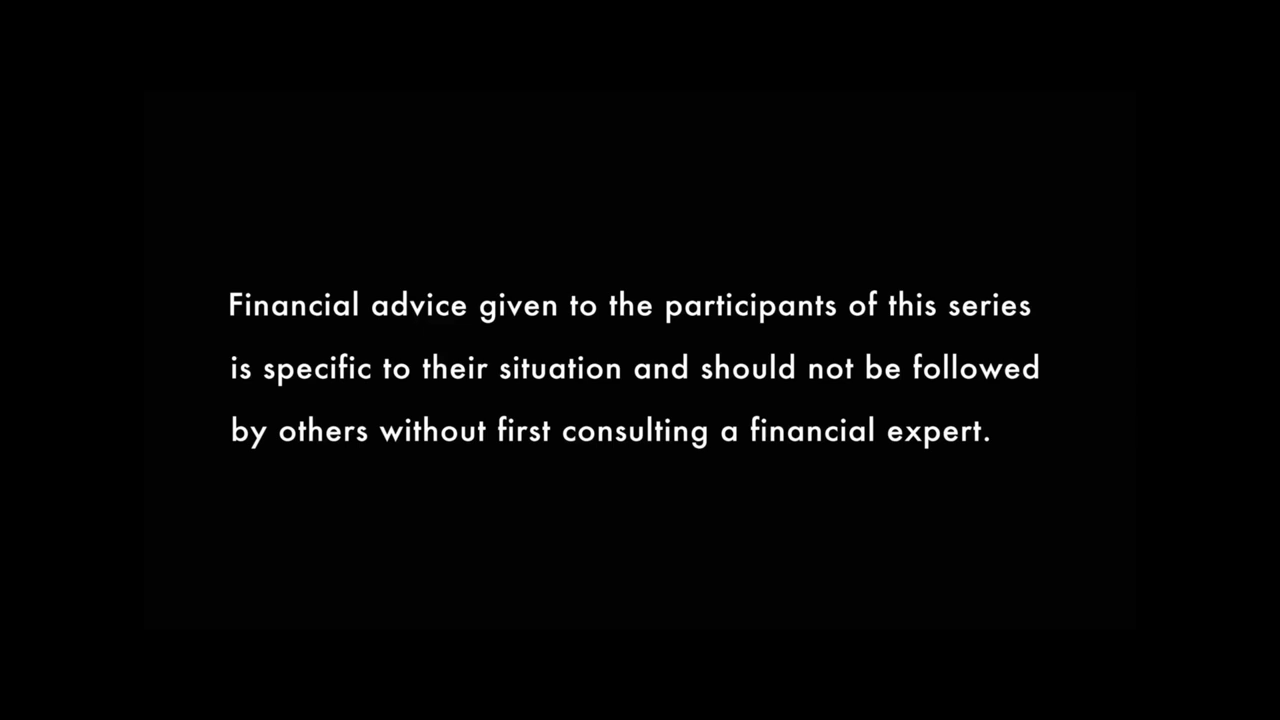 Financial advice given to the participants of this series
is specific to their situation and should not be followed
by others without first consulting a financial expert.